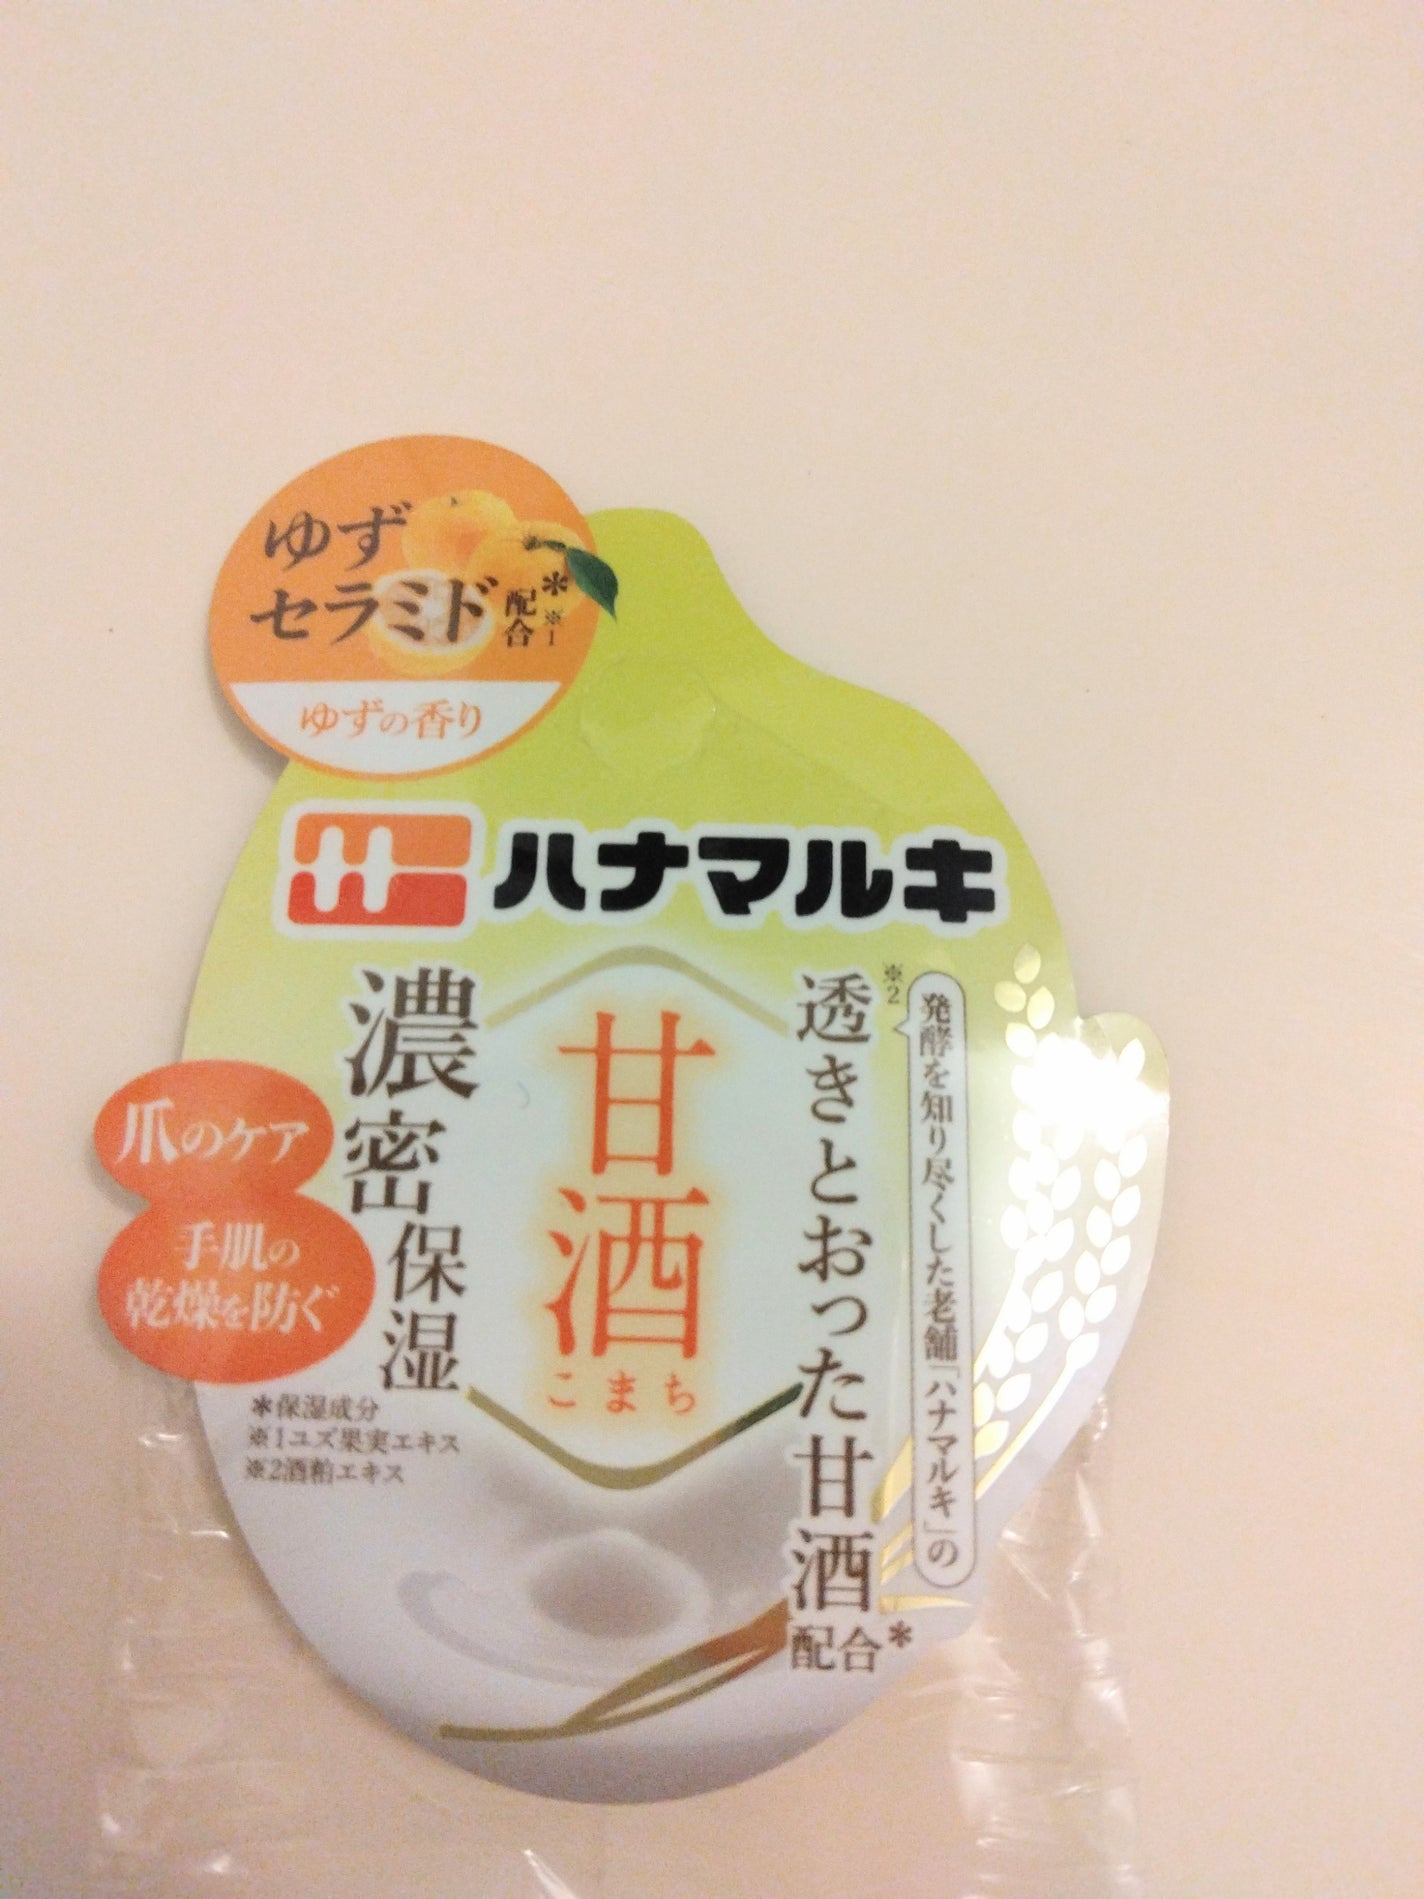 ゆず
セラミド配合*※1
ゆずの香り
ハナマルキ
発酵を知り尽くした老舗「ハナマルキ」の
透きとおった甘酒配合*※2
甘酒
こまち
濃密保湿
爪のケア
手肌の
乾燥を防ぐ
*保湿成分
※1ユズ果実エキス
※2酒粕エキス